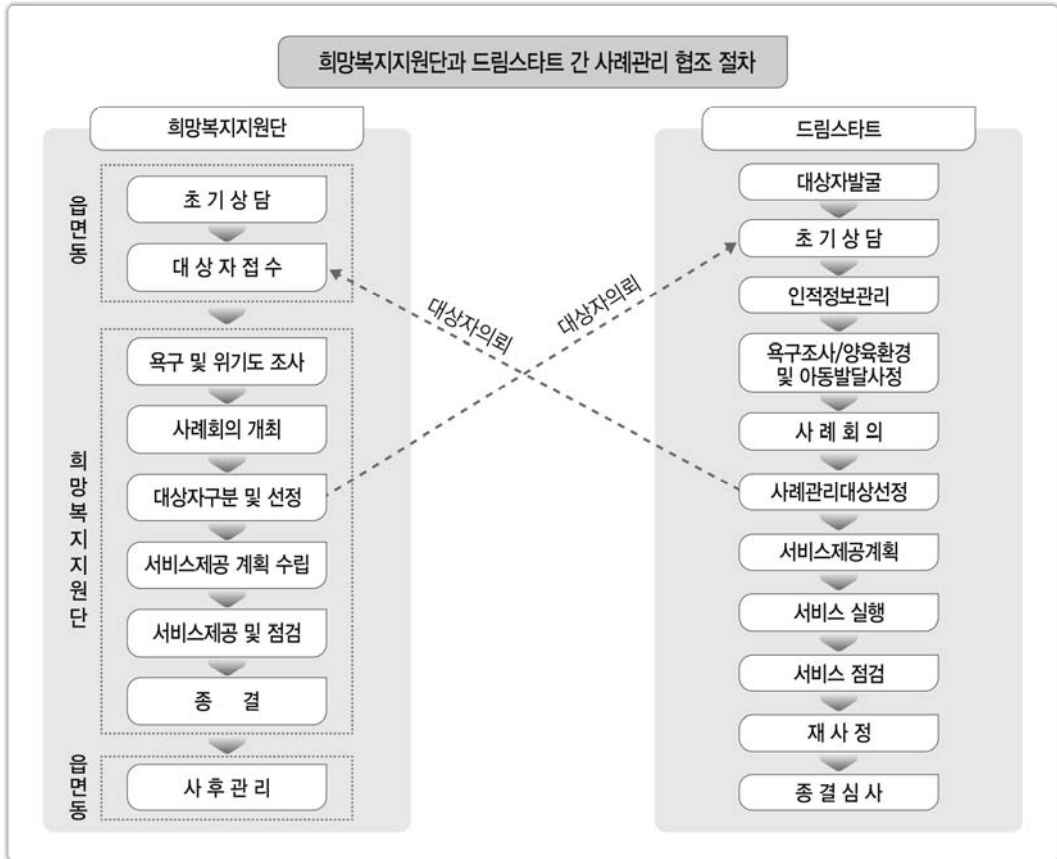 희망복지지원단과 드림스타트 간 사례관리 협조 절차
희망복지지원단
읍면동
초 기 상 담
대 상 자 접 수
희망복지지원단
욕구 및 위기도 조사
사례회의 개최
대상자구분 및 선정
서비스제공 계획 수립
서비스제공 및 점검
종 결
읍면동
사 후 관 리
대상자의뢰
대상자의뢰
드림스타트
대상자발굴
초 기 상 담
인적정보관리
욕구조사/양육환경
및 아동발달사정
사 례 회 의
사례관리대상선정
서비스제공계획
서비스 실행
서비스 점검
재 사 정
종 결 심 사